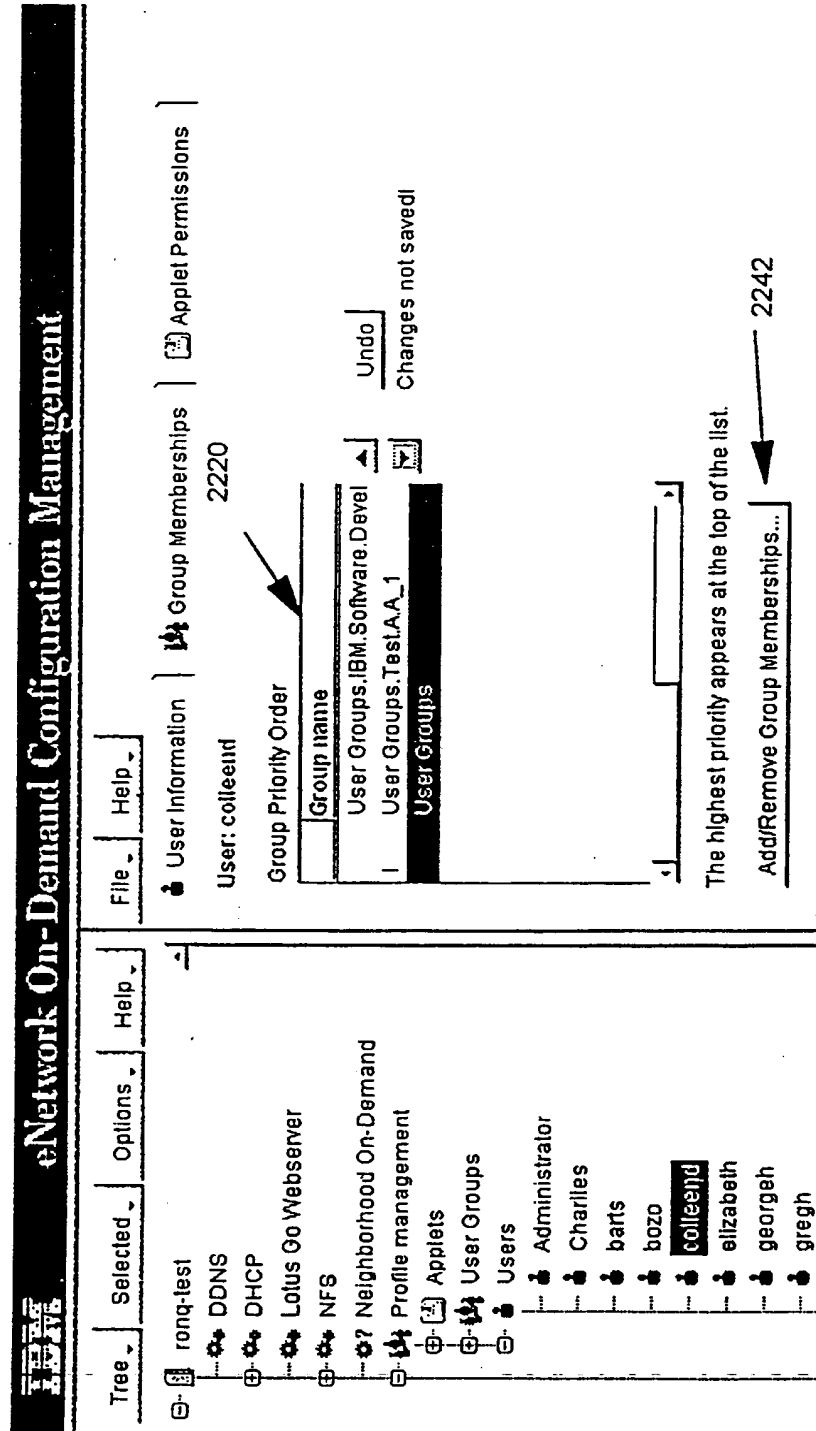 IBM eNetwork On-Demand Configuration Management
Tree Selected Options Help
ronq-test
DDNS
DHCP
Lotus Go Webserver
NFS
? Neighborhood On-Demand
Profile management
Applets
User Groups
Users
Administrator
Charlies
barts
bozo
colleend
elizabeth
georgeh
gregh
File Help
User Information Group Memberships Applet Permissions
User: colleend
2220
Group Priority Order
Group name
User Groups.IBM.Software.Devel
User Groups.Test.A.A_1
User Groups
Undo
Changes not saved!
The highest priority appears at the top of the list.
Add/Remove Group Memberships...
2242